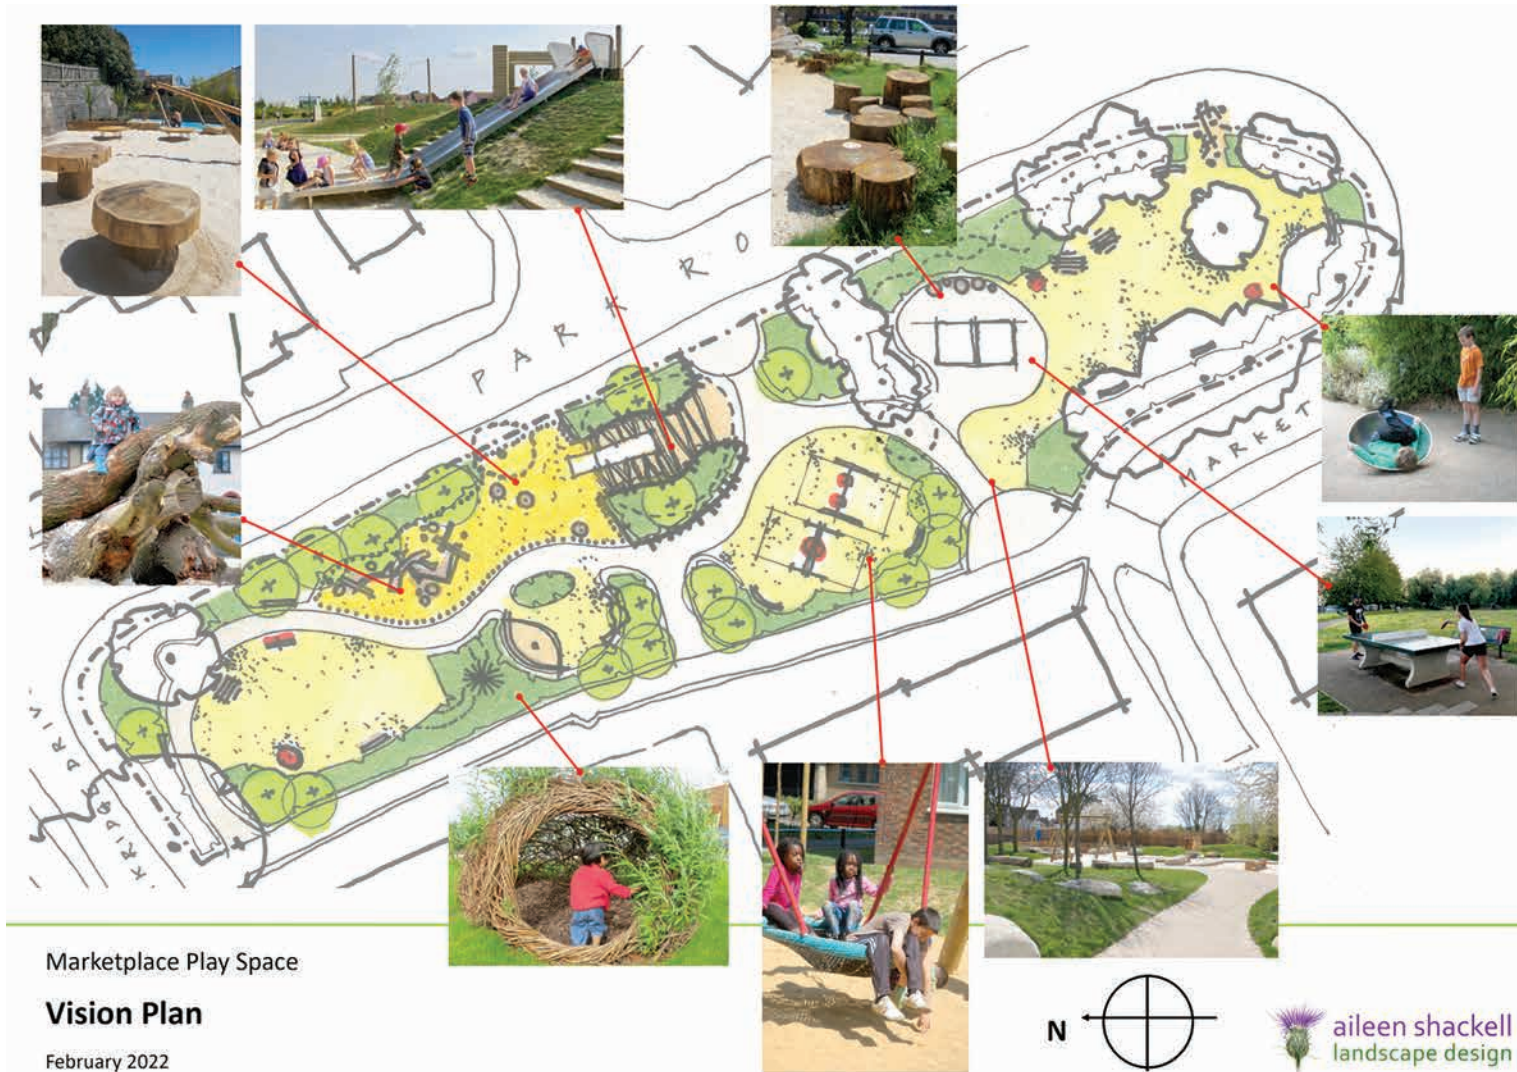 PARK RO
MARKET
Marketplace Play Space
Vision Plan
February 2022
N
aileen shackell
landscape design